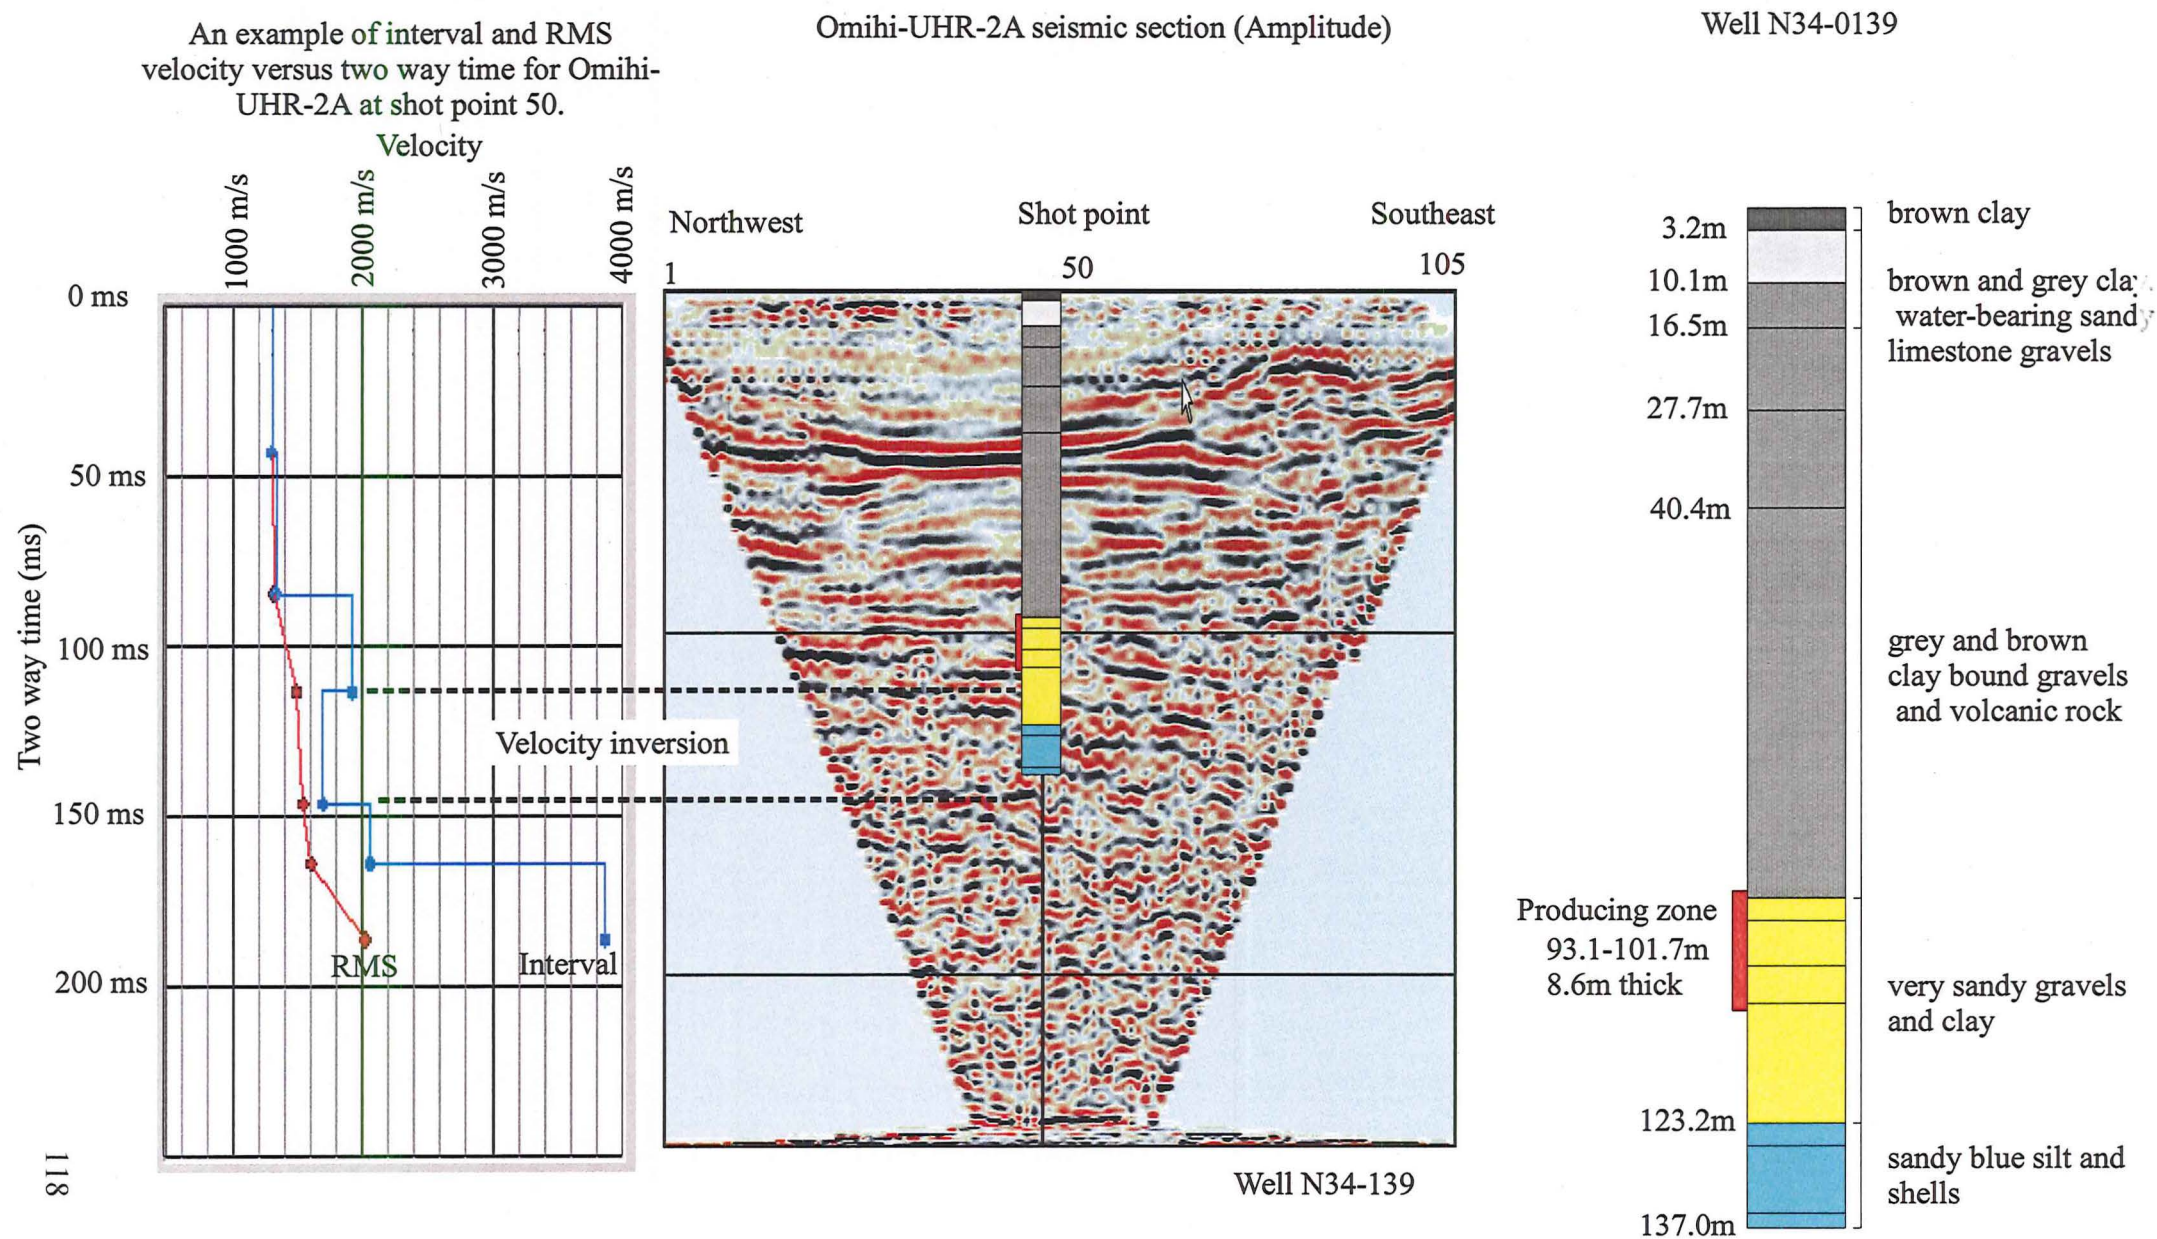 An example of interval and RMS
velocity versus two way time for Omihi-
UHR-2A at shot point 50.
Velocity
1000 m/s
2000 m/s
3000 m/s
4000 m/s
0 ms
50 ms
100 ms
150 ms
200 ms
Two way time (ms)
RMS
Interval
Velocity inversion
118
Omihi-UHR-2A seismic section (Amplitude)
Northwest
Shot point
Southeast
1
50
105
Well N34-139
Well N34-0139
3.2m
10.1m
16.5m
27.7m
40.4m
Producing zone
93.1-101.7m
8.6m thick
123.2m
137.0m
brown clay
brown and grey clay
water-bearing sandy
limestone gravels
grey and brown
clay bound gravels
and volcanic rock
very sandy gravels
and clay
sandy blue silt and
shells